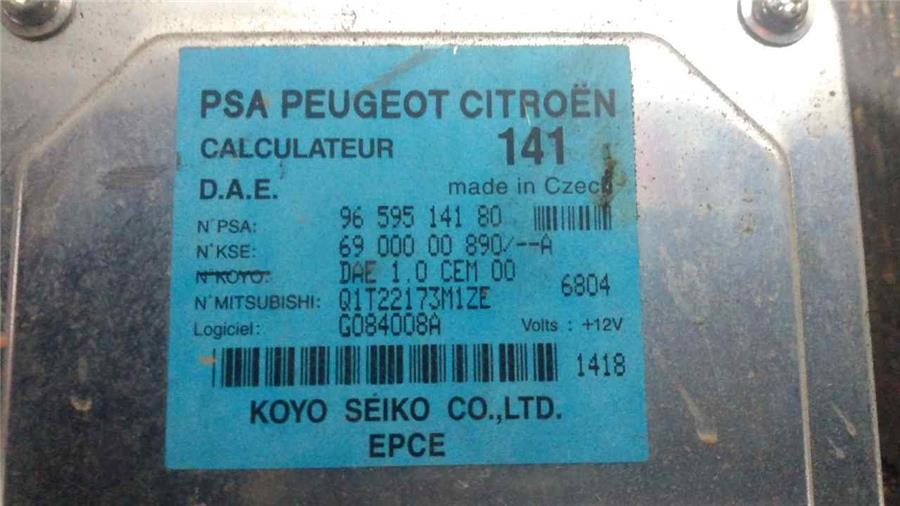 PSA PEUGEOT CITROËN
CALCULATEUR 141
D.A.E. made in Czech
N°PSA: 96 595 141 80
N°KSE: 69 000 00 890/--A
N°KOYO: DAE 1.0 CEM 00
6804
N°MITSUBISHI: Q1T22173M1ZE
Logiciel: G084008A Volts : +12V
1418
KOYO SEIKO CO.,LTD.
EPCE